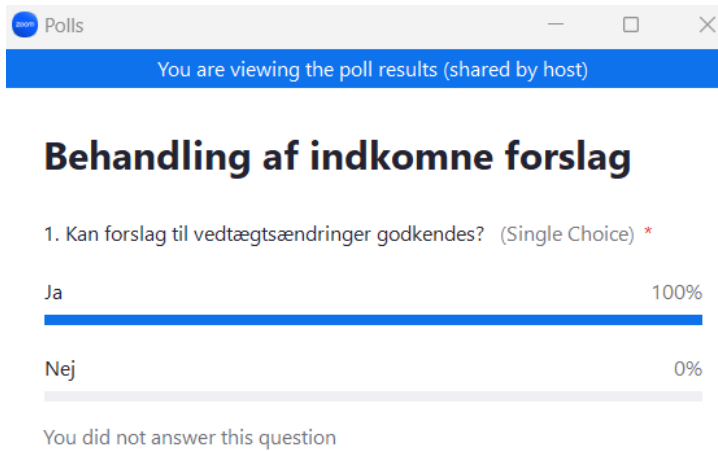 zoom Polls
You are viewing the poll results (shared by host)
Behandling af indkomne forslag
1. Kan forslag til vedtægtsændringer godkendes? (Single Choice) *
Ja 100%
Nej 0%
You did not answer this question